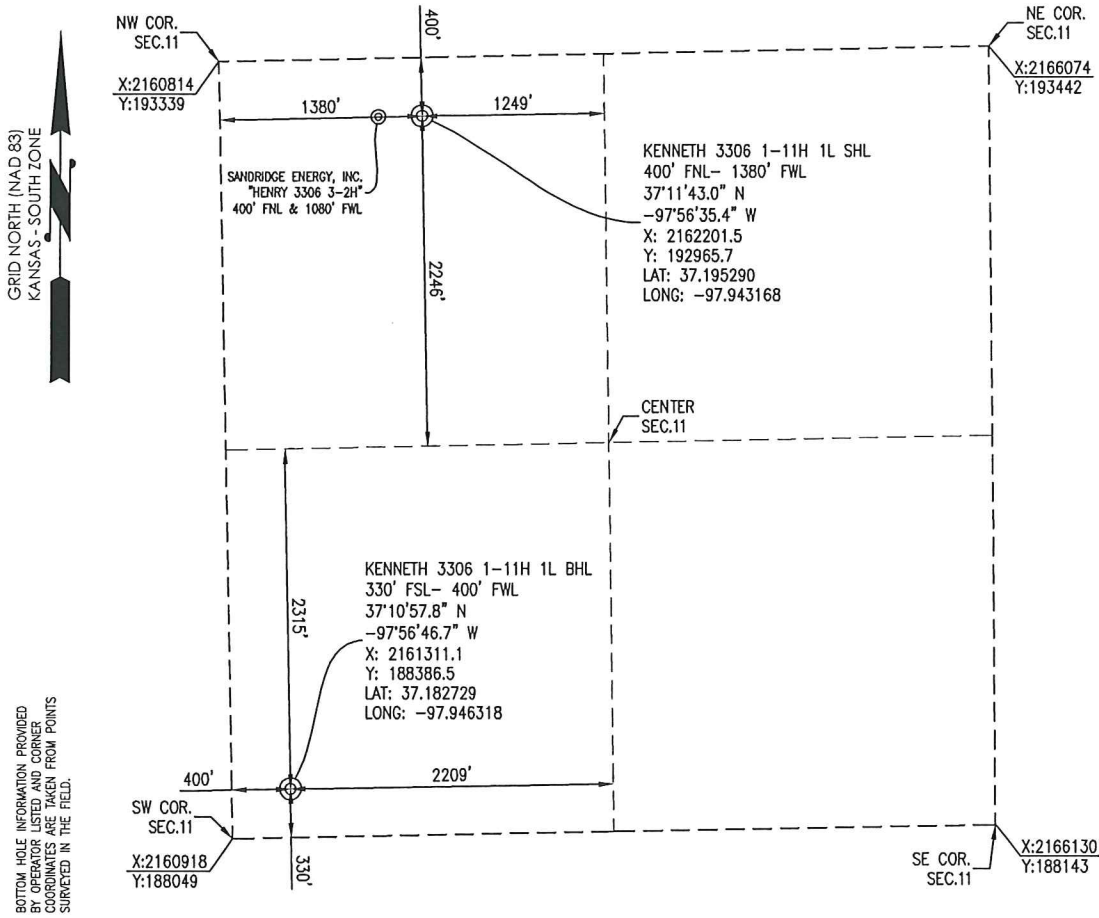 NW COR.
SEC.11
X:2160814
Y:193339
400'
NE COR.
SEC.11
X:2166074
Y:193442
GRID NORTH (NAD 83)
KANSAS - SOUTH ZONE
1380'
1249'
SANDRIDGE ENERGY, INC.
"HENRY 3306 3-2H"
400' FNL & 1080' FWL
KENNETH 3306 1-11H 1L SHL
400' FNL- 1380' FWL
37°11'43.0" N
-97°56'35.4" W
X: 2162201.5
Y: 192965.7
LAT: 37.195290
LONG: -97.943168
2246'
CENTER
SEC.11
KENNETH 3306 1-11H 1L BHL
330' FSL- 400' FWL
37°10'57.8" N
-97°56'46.7" W
X: 2161311.1
Y: 188386.5
LAT: 37.182729
LONG: -97.946318
2315'
400'
2209'
SW COR.
SEC.11
X:2160918
Y:188049
330'
SE COR.
SEC.11
X:2166130
Y:188143
BOTTOM HOLE INFORMATION PROVIDED
BY OPERATOR LISTED AND CORNER
COORDINATES ARE TAKEN FROM POINTS
SURVEYED IN THE FIELD.